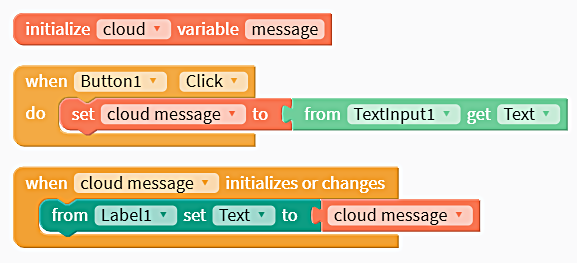 initialize cloud variable message
when Button1 Click
do set cloud message to from TextInput1 get Text
when cloud message initializes or changes
from Label1 set Text to cloud message